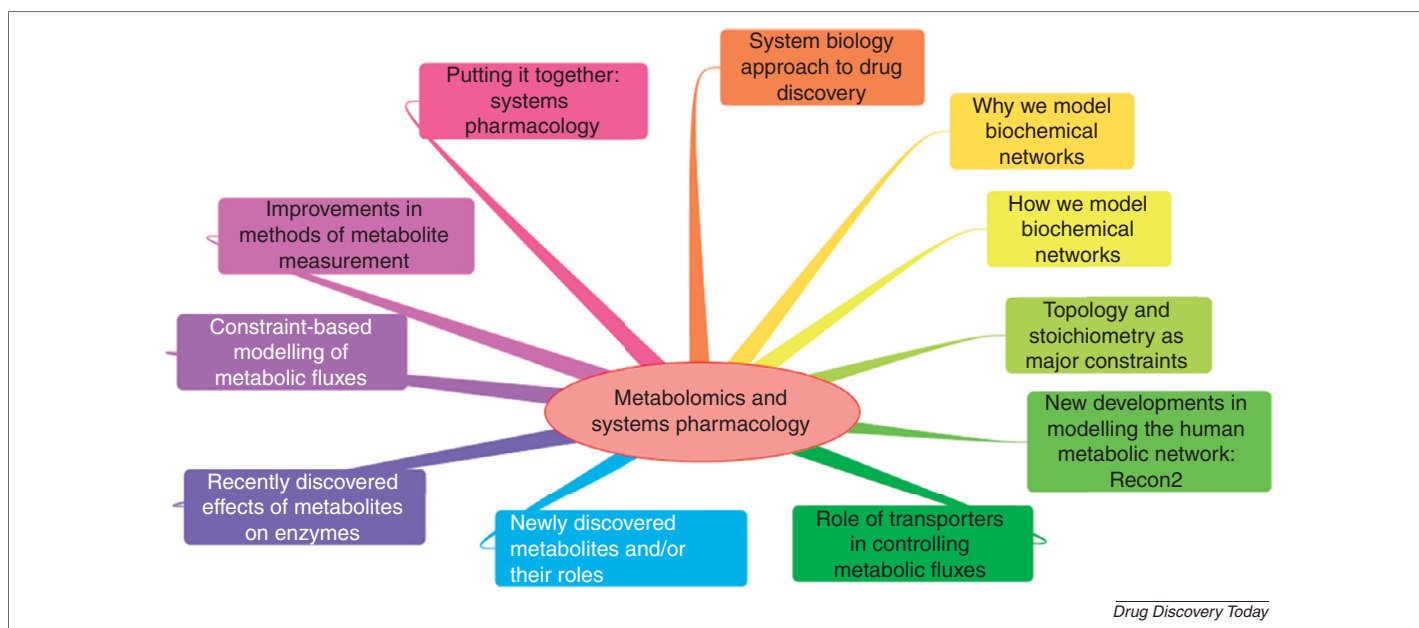 System biology
approach to drug
discovery
Why we model
biochemical
networks
How we model
biochemical
networks
Topology and
stoichiometry as
major constraints
New developments in
modelling the human
metabolic network:
Recon2
Role of transporters
in controlling
metabolic fluxes
Newly discovered
metabolites and/or
their roles
Recently discovered
effects of metabolites
on enzymes
Constraint-based
modelling of
metabolic fluxes
Improvements in
methods of metabolite
measurement
Putting it together:
systems
pharmacology
Metabolomics and
systems pharmacology
Drug Discovery Today